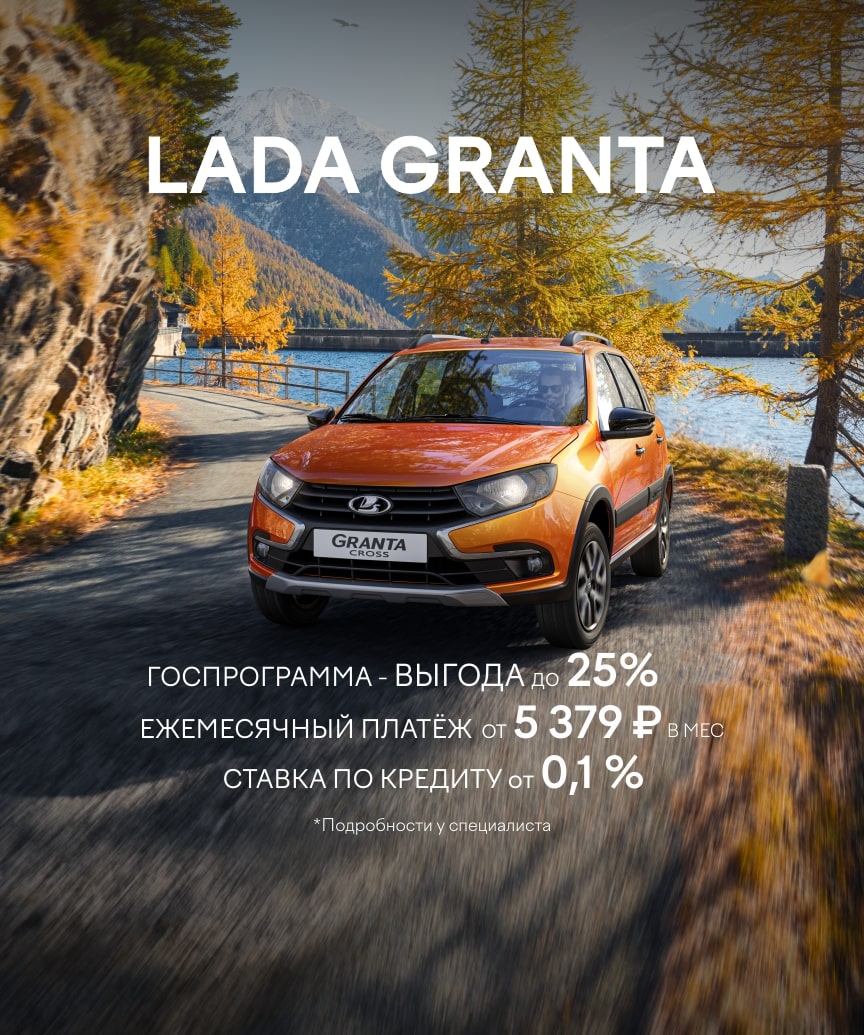 LADA GRANTA
GRANTA
CROSS
ГОСПРОГРАММА - ВЫГОДА до 25%
ЕЖЕМЕСЯЧНЫЙ ПЛАТЁЖ от 5 379 ₽ В МЕС
СТАВКА ПО КРЕДИТУ от 0,1 %
*Подробности у специалиста